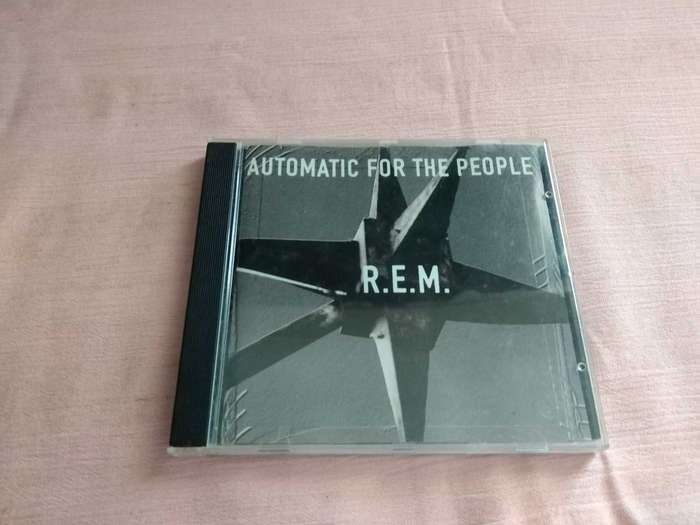 AUTOMATIC FOR THE PEOPLE
R.E.M.